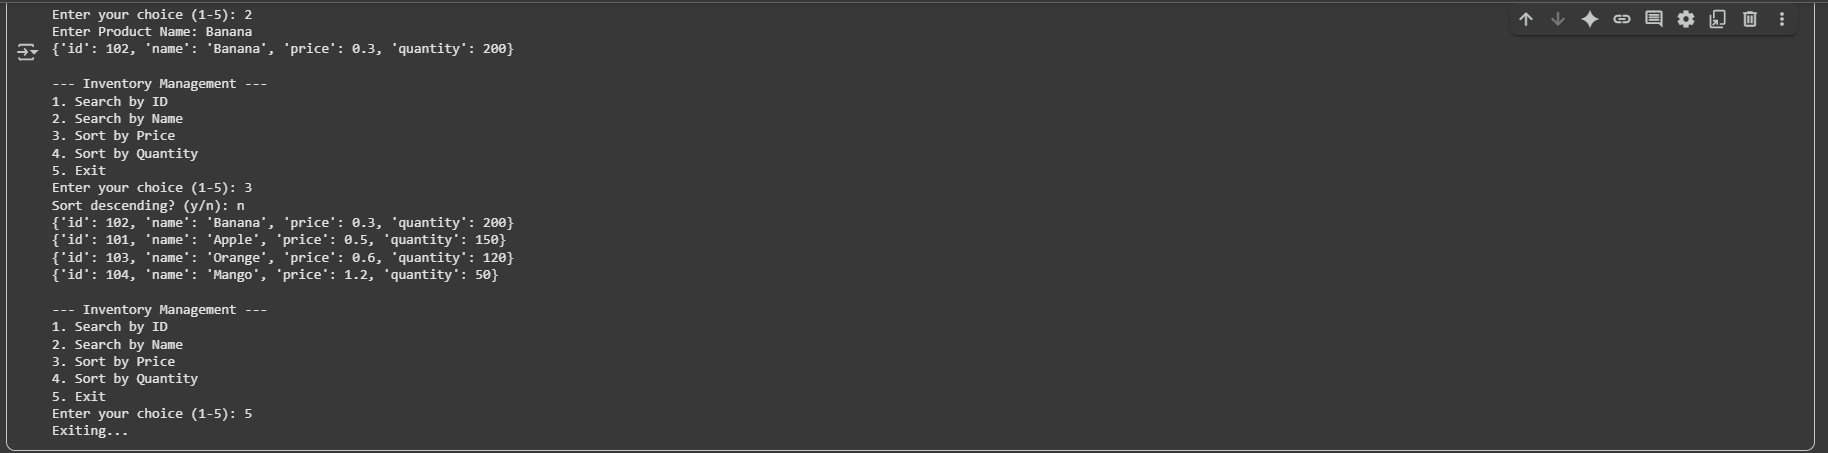 Enter your choice (1-5): 2
Enter Product Name: Banana
{'id': 102, 'name': 'Banana', 'price': 0.3, 'quantity': 200}
--- Inventory Management ---
1. Search by ID
2. Search by Name
3. Sort by Price
4. Sort by Quantity
5. Exit
Enter your choice (1-5): 3
Sort descending? (y/n): n
{'id': 102, 'name': 'Banana', 'price': 0.3, 'quantity': 200}
{'id': 101, 'name': 'Apple', 'price': 0.5, 'quantity': 150}
{'id': 103, 'name': 'Orange', 'price': 0.6, 'quantity': 120}
{'id': 104, 'name': 'Mango', 'price': 1.2, 'quantity': 50}
--- Inventory Management ---
1. Search by ID
2. Search by Name
3. Sort by Price
4. Sort by Quantity
5. Exit
Enter your choice (1-5): 5
Exiting...